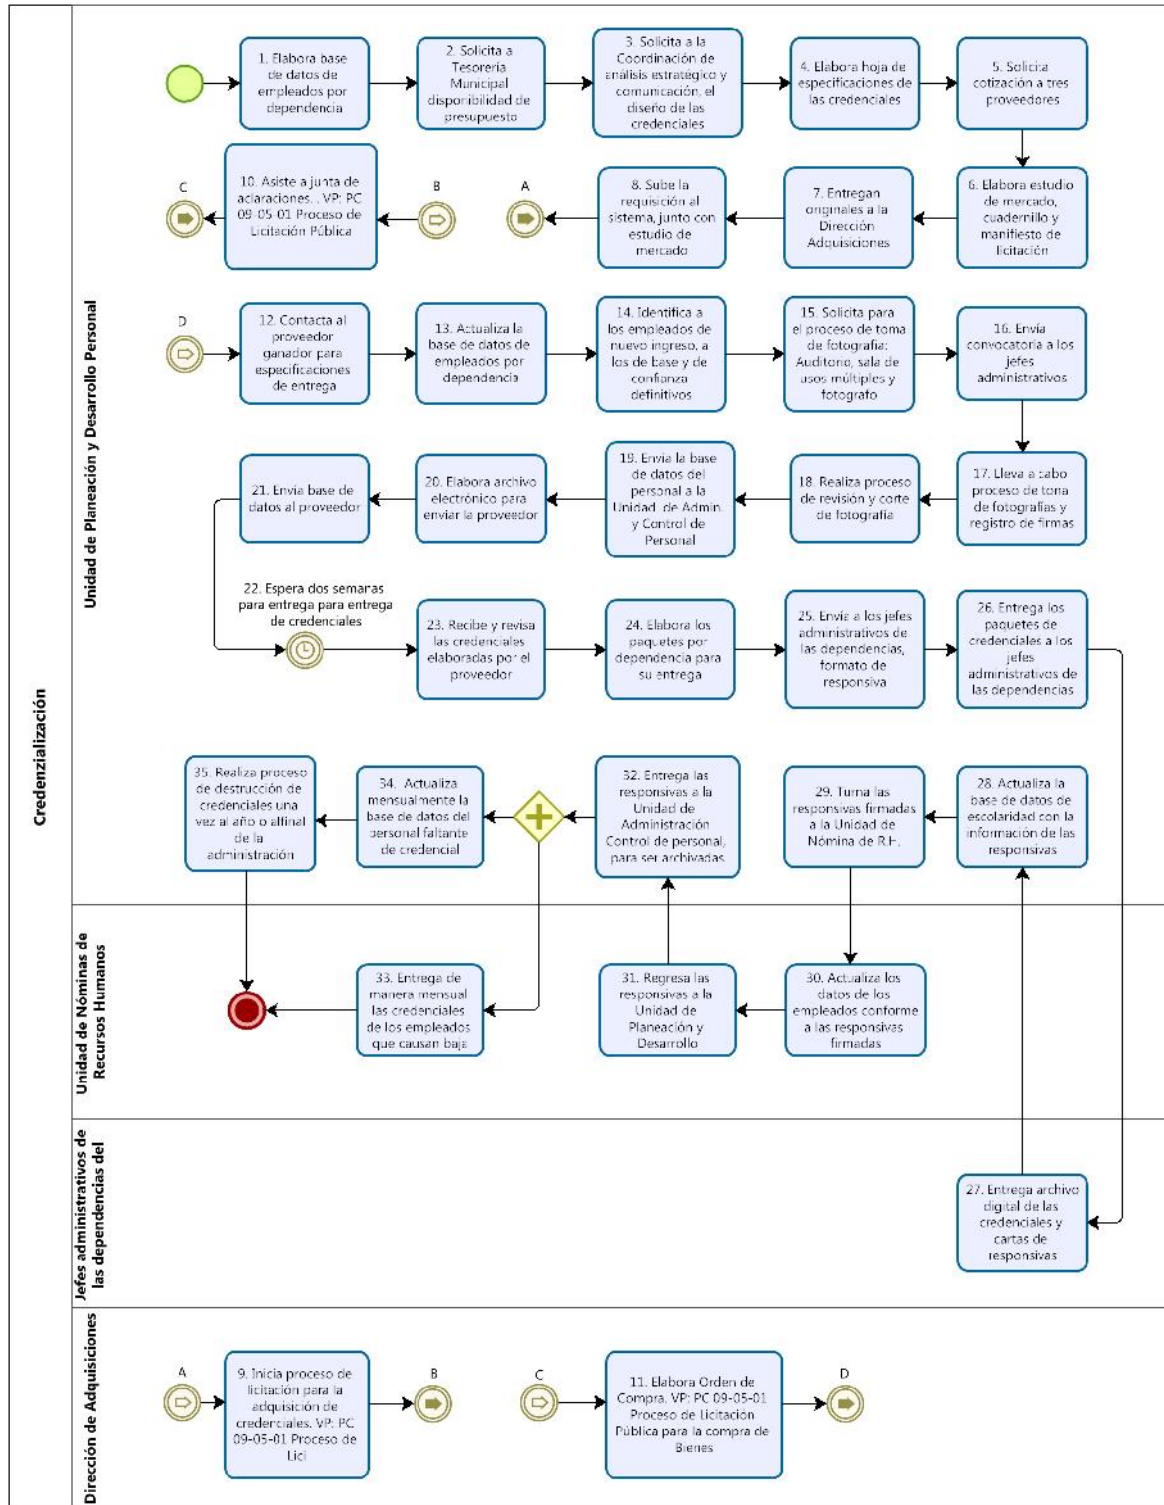 Credenzialización
Unidad de Planeación y Desarrollo Personal
1. Elabora base
de datos de
empleados por
dependencia
2. Solicita a
Tesorería
Municipal
disponibilidad de
presupuesto
3. Solicita a la
Coordinación de
análisis estratégico y
comunicación, el
diseño de las
credenciales
4. Elabora hoja de
especificaciones de
las credenciales
5. Solicita
cotización a tres
proveedores
C
10. Asiste a junta de
aclaraciones. . VP: PC
09-05-01 Proceso de
Licitación Pública
B
A
8. Sube la
requisición al
sistema, junto con
estudio de
mercado
7. Entregan
originales a la
Dirección
Adquisiciones
6. Elabora estudio
de mercado,
cuadernillo y
manifiesto de
licitación
D
12. Contacta al
proveedor
ganador para
especificaciones
de entrega
13. Actualiza la
base de datos de
empleados por
dependencia
14. Identifica a
los empleados de
nuevo ingreso, a
los de base y de
confianza
definitivos
15. Solicita para
el proceso de toma
de fotografía:
Auditorio, sala de
usos múltiples y
fotografo
16. Envía
convocatoria a los
jefes
administrativos
21. Envía base de
datos al proveedor
20. Elabora archivo
electrónico para
enviar la proveedor
19. Envía la base
de datos del
personal a la
Unidad de Admin.
y Control de
Personal
18. Realiza proceso
de revisión y corte
de fotografía
17. Lleva a cabo
proceso de toma
de fotografías y
registro de firmas
22. Espera dos semanas
para entrega para entrega
de credenciales
23. Recibe y revisa
las credenciales
elaboradas por el
proveedor
24. Elabora los
paquetes por
dependencia para
su entrega
25. Envía a los jefes
administrativos de
las dependencias,
formato de
responsiva
26. Entrega los
paquetes de
credenciales a los
jefes
administrativos de
las dependencias
35. Realiza proceso
de destrucción de
credenciales una
vez al año o alfinal
de la
administración
34. Actualiza
mensualmente la
base de datos del
personal faltante
de credencial
32. Entrega las
responsivas a la
Unidad de
Administración
Control de personal,
para ser archivadas
29. Turna las
responsivas firmadas
a la Unidad de
Nómina de R.H.
28. Actualiza la
base de datos de
escolaridad con la
información de las
responsivas
Unidad de Nóminas de
Recursos Humanos
33. Entrega de
manera mensual
las credenciales
de los empleados
que causan baja
31. Regresa las
responsivas a la
Unidad de
Planeación y
Desarrollo
30. Actualiza los
datos de los
empleados conforme
a las responsivas
firmadas
Jefes administrativos de
las dependencias del
27. Entrega archivo
digital de las
credenciales y
cartas de
responsivas
Dirección de Adquisiciones
A
9. Inicia proceso de
licitación para la
adquisición de
credenciales. VP: PC
09-05-01 Proceso de
Lici
B
C
11. Elabora Orden de
Compra. VP: PC 09-05-01
Proceso de Licitación
Pública para la compra de
Bienes
D